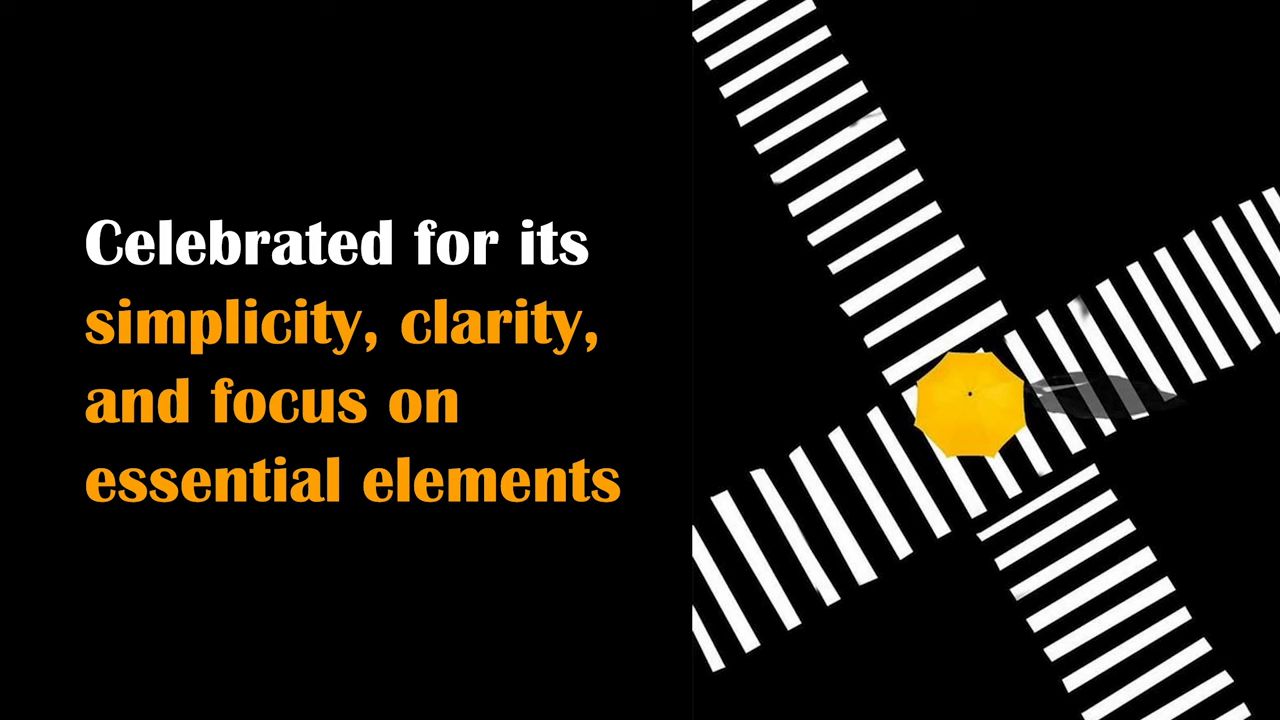 Celebrated for its
simplicity, clarity,
and focus on
essential elements